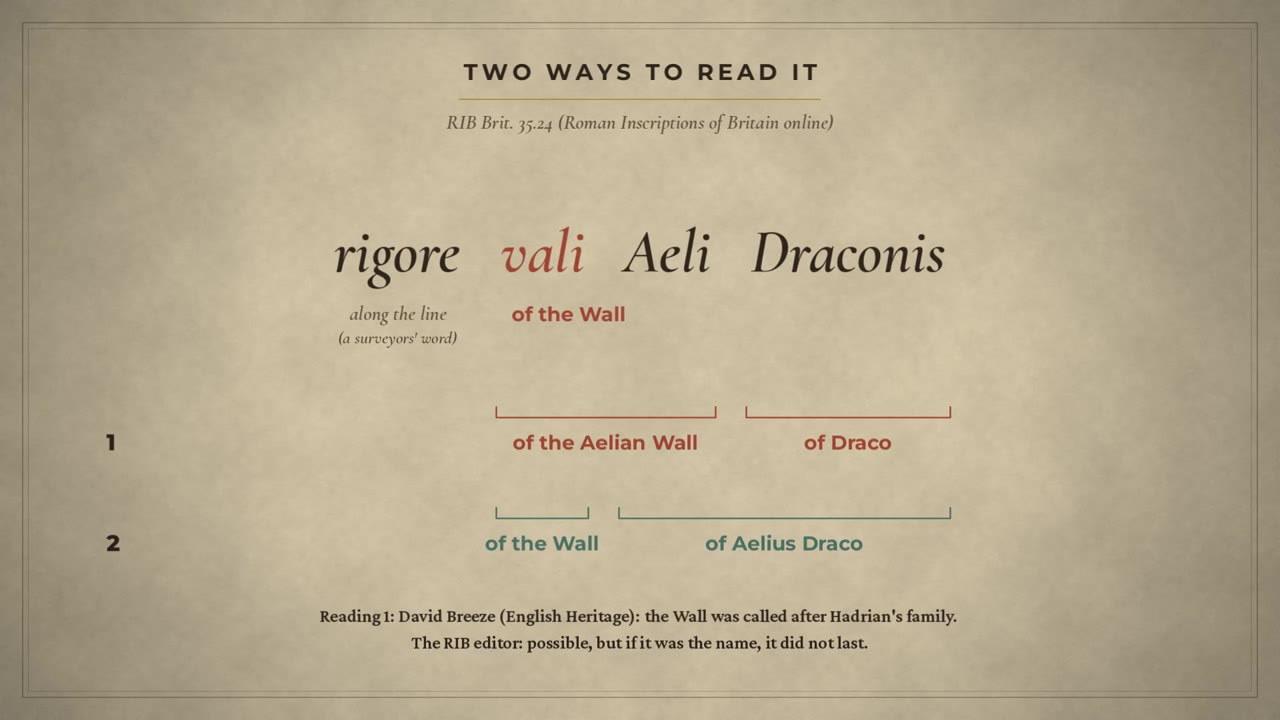 TWO WAYS TO READ IT
RIB Brit. 35.24 (Roman Inscriptions of Britain online)
rigore vali Aeli Draconis
along the line of the Wall
(a surveyors' word)
1 of the Aelian Wall of Draco
2 of the Wall of Aelius Draco
Reading 1: David Breeze (English Heritage): the Wall was called after Hadrian's family.
The RIB editor: possible, but if it was the name, it did not last.